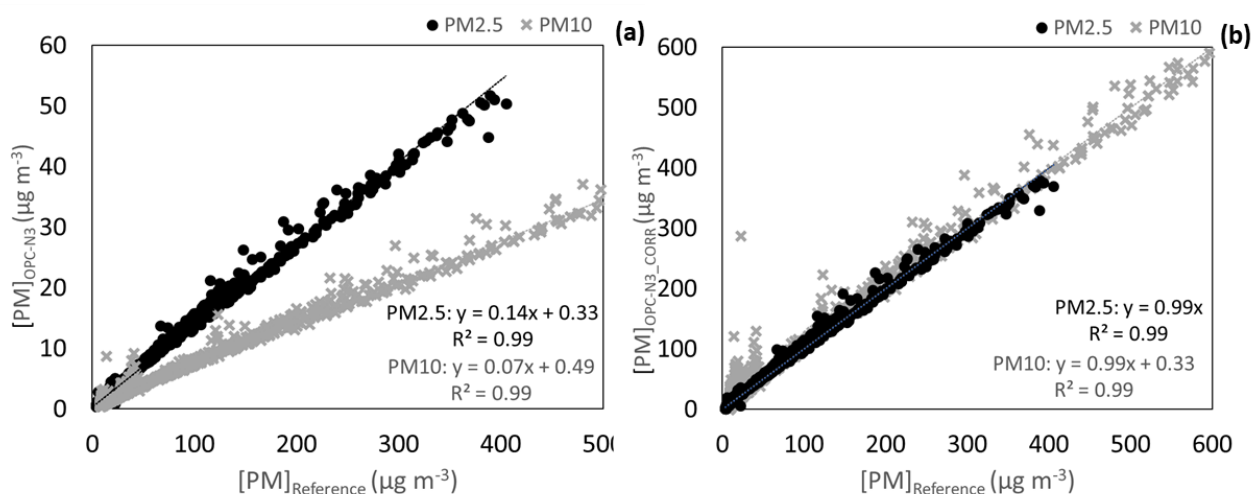 PM2.5 PM10
(a)
[PM]OPC-N3 (µg m-3)
60
50
40
30
20
10
0
PM2.5: y = 0.14x + 0.33
R² = 0.99
PM10: y = 0.07x + 0.49
R² = 0.99
0 100 200 300 400 500
[PM]Reference (µg m-3)
PM2.5 PM10
(b)
[PM]OPC-N3_CORR (µg m-3)
600
500
400
300
200
100
0
PM2.5: y = 0.99x
R² = 0.99
PM10: y = 0.99x + 0.33
R² = 0.99
0 100 200 300 400 500 600
[PM]Reference (µg m-3)